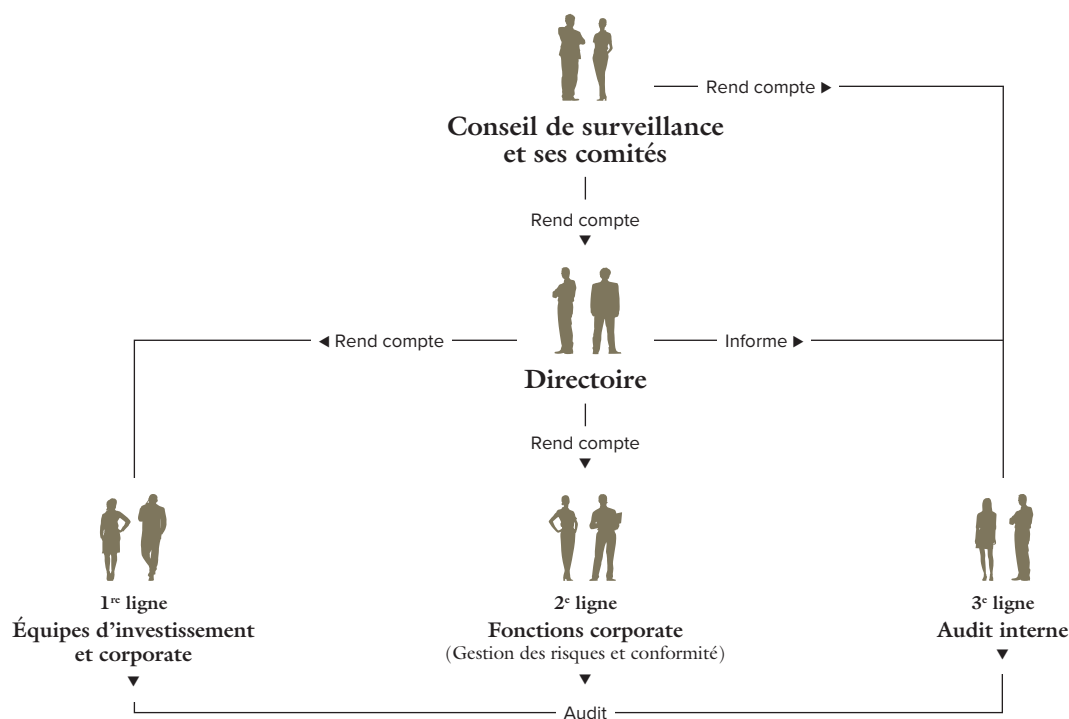 Rend compte ►
Conseil de surveillance
et ses comités
Rend compte
▼
◄ Rend compte
Informe ►
Directoire
Rend compte
▼
1re ligne
Équipes d’investissement
et corporate
▼
2e ligne
Fonctions corporate
(Gestion des risques et conformité)
▼
3e ligne
Audit interne
▼
Audit